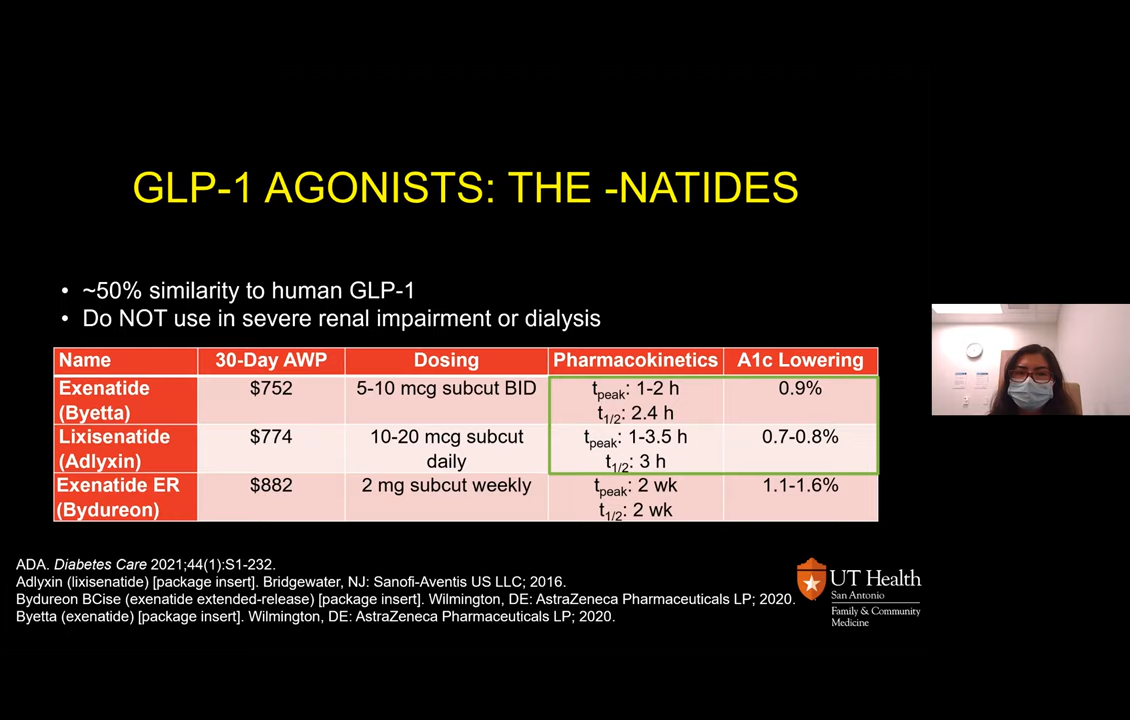 GLP-1 AGONISTS: THE -NATIDES
• ~50% similarity to human GLP-1
• Do NOT use in severe renal impairment or dialysis
Name 30-Day AWP Dosing Pharmacokinetics A1c Lowering
Exenatide (Byetta) $752 5-10 mcg subcut BID tpeak: 1-2 h t1/2: 2.4 h 0.9%
Lixisenatide (Adlyxin) $774 10-20 mcg subcut daily tpeak: 1-3.5 h t1/2: 3 h 0.7-0.8%
Exenatide ER (Bydureon) $882 2 mg subcut weekly tpeak: 2 wk t1/2: 2 wk 1.1-1.6%
ADA. Diabetes Care 2021;44(1):S1-232.
Adlyxin (lixisenatide) [package insert]. Bridgewater, NJ: Sanofi-Aventis US LLC; 2016.
Bydureon BCise (exenatide extended-release) [package insert]. Wilmington, DE: AstraZeneca Pharmaceuticals LP; 2020.
Byetta (exenatide) [package insert]. Wilmington, DE: AstraZeneca Pharmaceuticals LP; 2020.
UT Health
San Antonio
Family & Community
Medicine